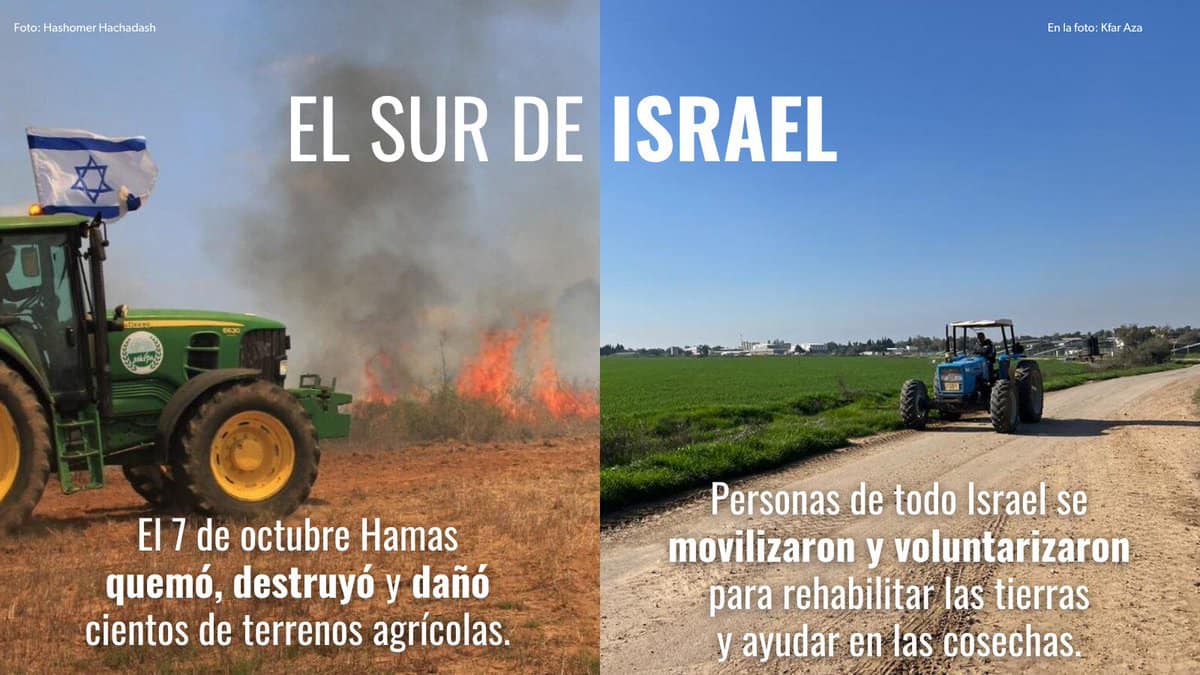 Foto: Hashomer Hachadash
En la foto: Kfar Aza
EL SUR DE ISRAEL
6630
El 7 de octubre Hamas
quemó, destruyó y dañó
cientos de terrenos agrícolas.
Personas de todo Israel se
movilizaron y voluntarizaron
para rehabilitar las tierras
y ayudar en las cosechas.